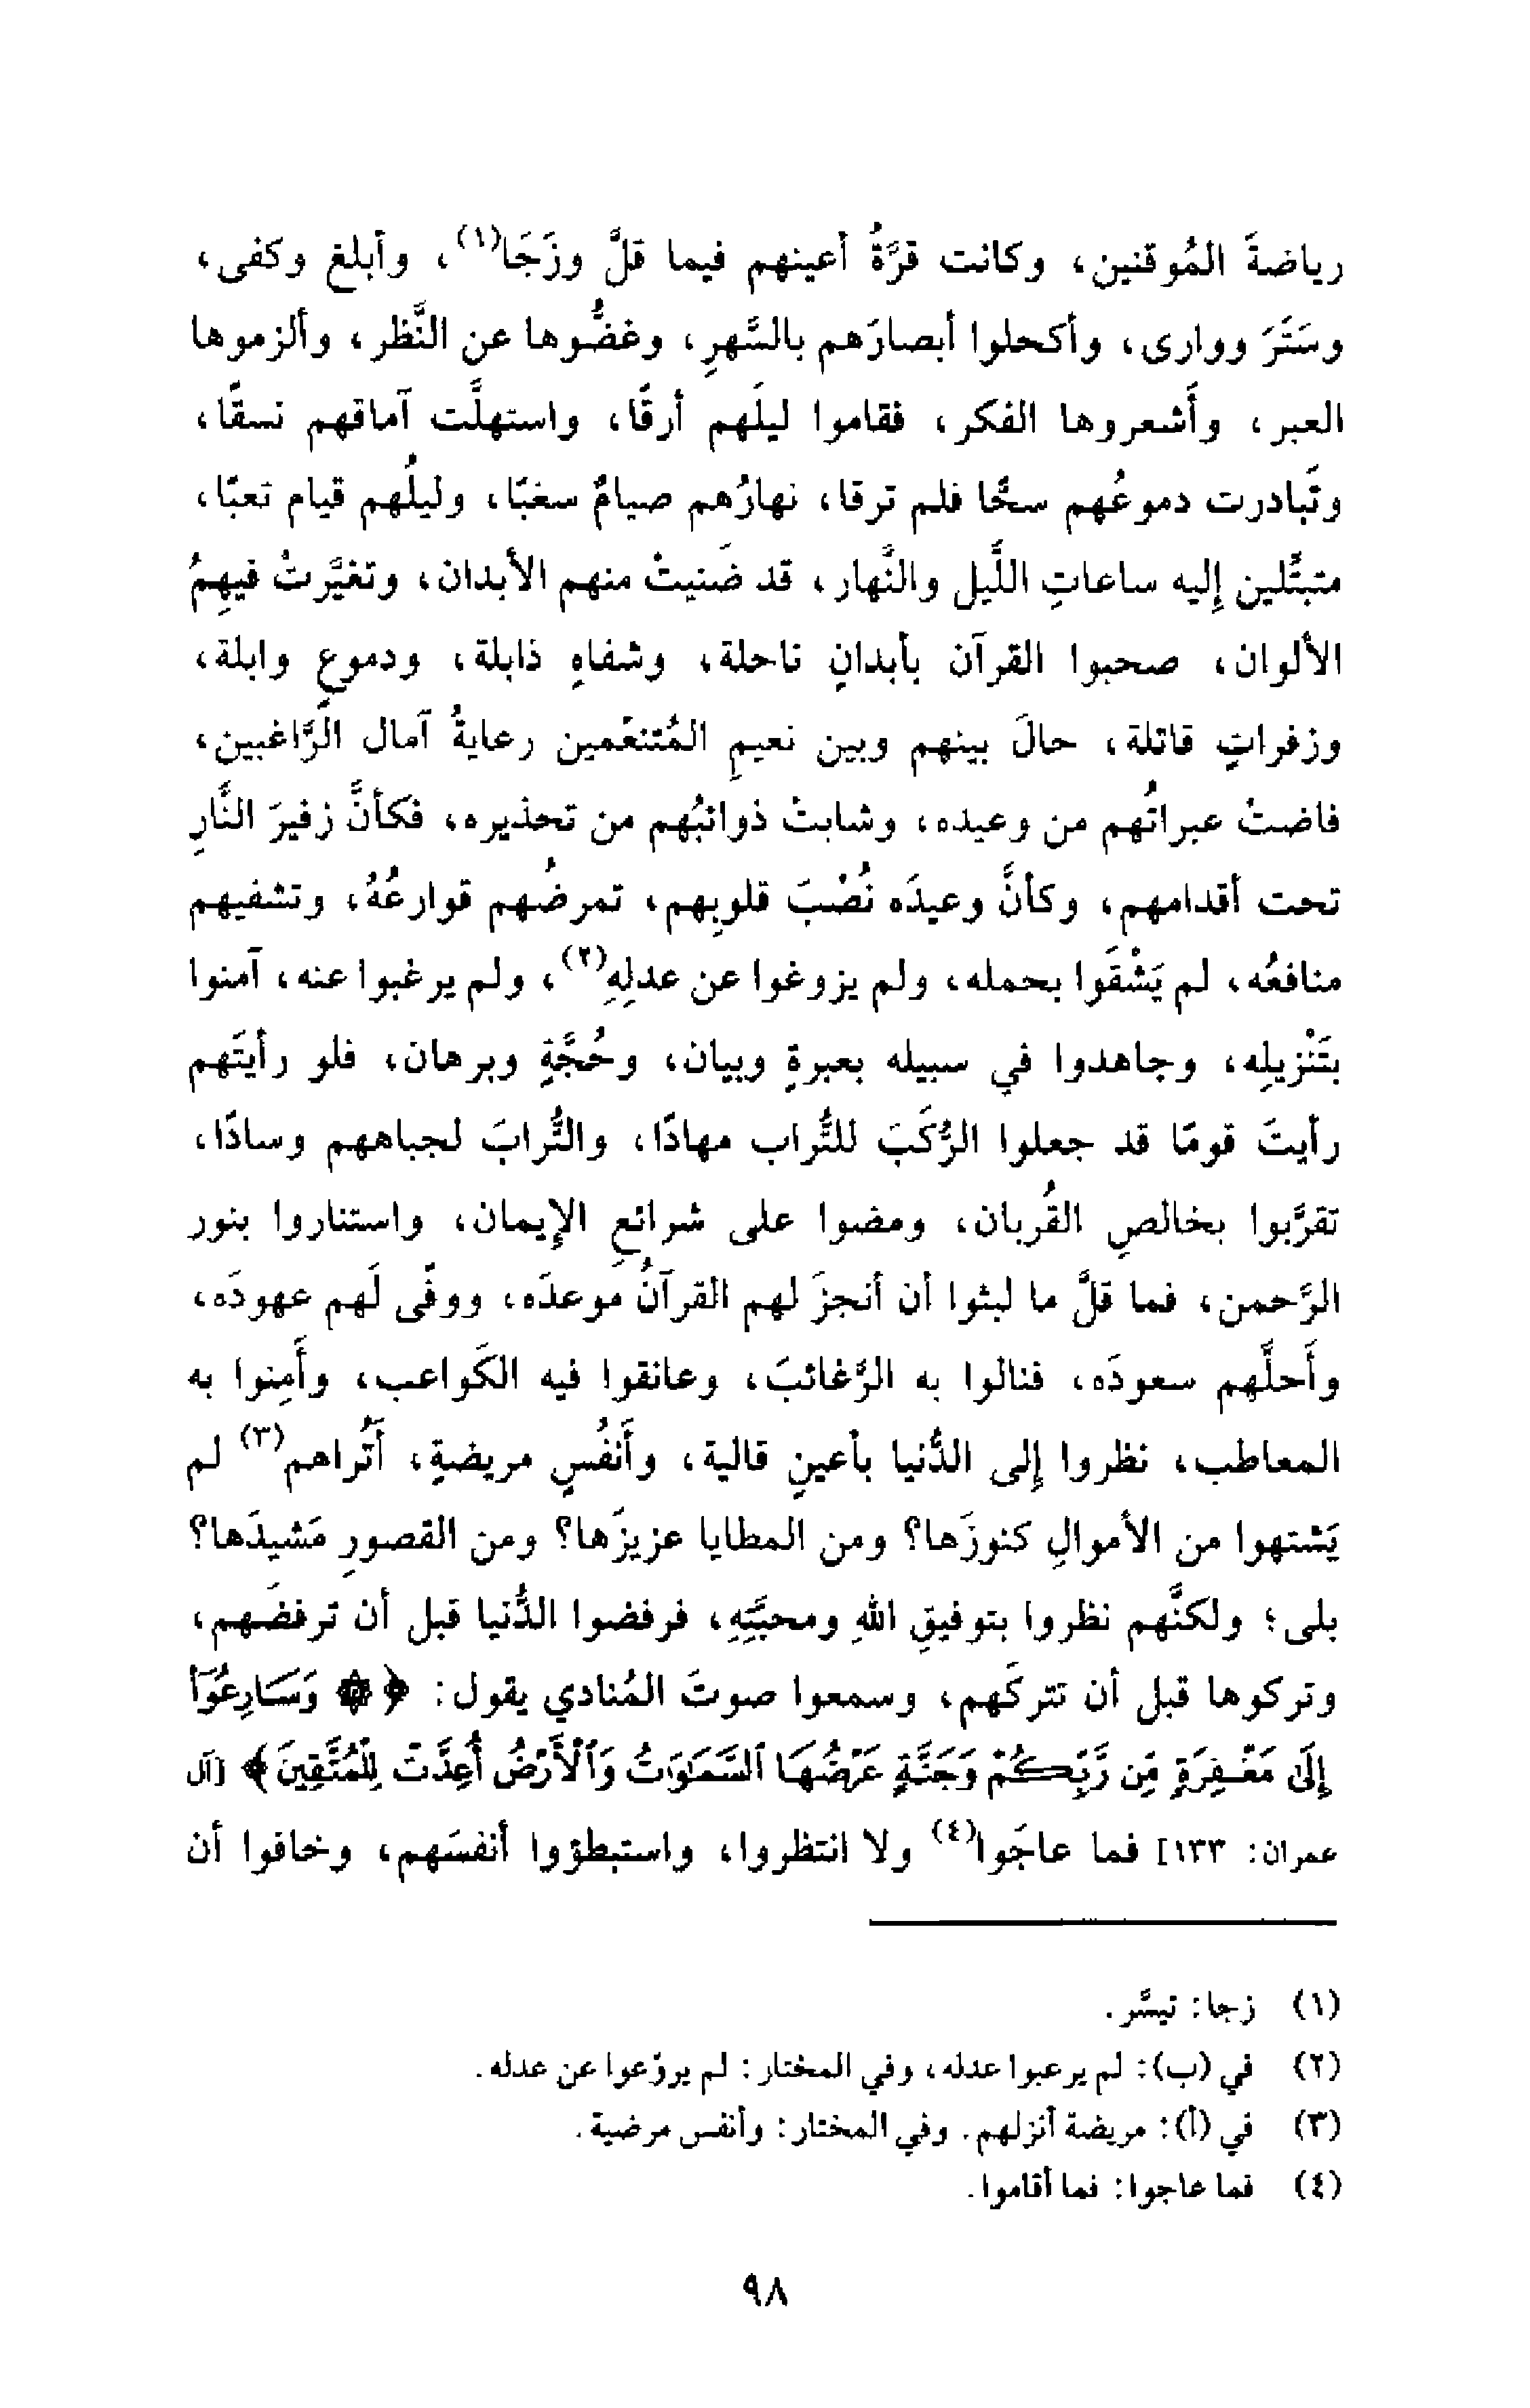 رياضةَ المُوقنين، وكانت قرَّةُ أعينهم فيما قلَّ وزَجَا(١)، وأبلغ وكفى،
وسَتَرَ ووارى، وأكحلوا أبصارَهم بالسَّهرِ، وغضُّوها عن النَّظر، وألزموها
العبر، وأَشعروها الفكر، فقاموا ليلَهم أرقًا، واستهلَّت آماقهم نسقًا،
وتَبادرت دموعُهم سحًّا فلم ترقا، نهارُهم صيامٌ سغبًا، وليلُهم قيام تعبًا،
متبتِّلين إليه ساعاتِ اللَّيل والنَّهار، قد ضَنيتْ منهم الأبدان، وتغيَّرتْ فيهِمُ
الألوان، صحبوا القرآن بأبدانٍ ناحلة، وشفاهٍ ذابلة، ودموعٍ وابلة،
وزفراتٍ قاتلة، حالَ بينهم وبين نعيمِ المُتنعِّمين رعايةُ آمال الرَّاغبين،
فاضتْ عبراتُهم من وعيده، وشابتْ ذوائبُهم من تحذيره، فكأنَّ زفيرَ النَّارِ
تحت أقدامهم، وكأنَّ وعيدَه نُصْبَ قلوبِهم، تمرضُهم قوارعُهُ، وتشفيهم
منافعُه، لم يَشْقَوا بحمله، ولم يزوغوا عن عدلِهِ(٢)، ولم يرغبوا عنه، آمنوا
بتَنْزيلِه، وجاهدوا في سبيله بعبرةٍ وبيان، وحُجَّةٍ وبرهان، فلو رأيتَهم
رأيتَ قومًا قد جعلوا الرُّكَبَ للتُّراب مهادًا، والتُّرابَ لجباههم وسادًا،
تقرَّبوا بخالصِ القُربان، ومضوا على شرائعِ الإيمان، واستناروا بنور
الرَّحمن، فما قلَّ ما لبثوا أن أنجزَ لهم القرآنُ موعدَه، ووفَّى لَهم عهودَه،
وأَحلَّهم سعودَه، فنالوا به الرَّغائبَ، وعانقوا فيه الكَواعب، وأَمِنوا به
المعاطب، نظروا إلى الدُّنيا بأعينٍ قالية، وأَنفُسٍ مريضةٍ، أَتُراهم(٣) لم
يَشتهوا من الأموالِ كنوزَها؟ ومن المطايا عزيزَها؟ ومن القصورِ مَشيدَها؟
بلى؛ ولكنَّهم نظروا بتوفيقِ اللهِ ومحبَّتِهِ، فرفضوا الدُّنيا قبل أن ترفضَهم،
وتركوها قبل أن تتركَهم، وسمعوا صوتَ المُنادي يقول: ﴿ ۞ وَسَارِعُوٓاْ
إِلَىٰ مَغْفِرَةٖ مِّن رَّبِّكُمْ وَجَنَّةٍ عَرْضُهَا ٱلسَّمَٰوَٰتُ وَٱلْأَرْضُ أُعِدَّتْ لِلْمُتَّقِينَ﴾ [آل
عمران: ١٣٣] فما عاجَوا(٤) ولا انتظروا، واستبطؤوا أنفسَهم، وخافوا أن
(١) زجا: تيسَّر.
(٢) في (ب): لم يرعبوا عدله، وفي المختار: لم يروّعوا عن عدله.
(٣) في (أ): مريضة أنزلهم. وفي المختار: وأنفس مرضية.
(٤) فما عاجوا: فما أقاموا.
٩٨